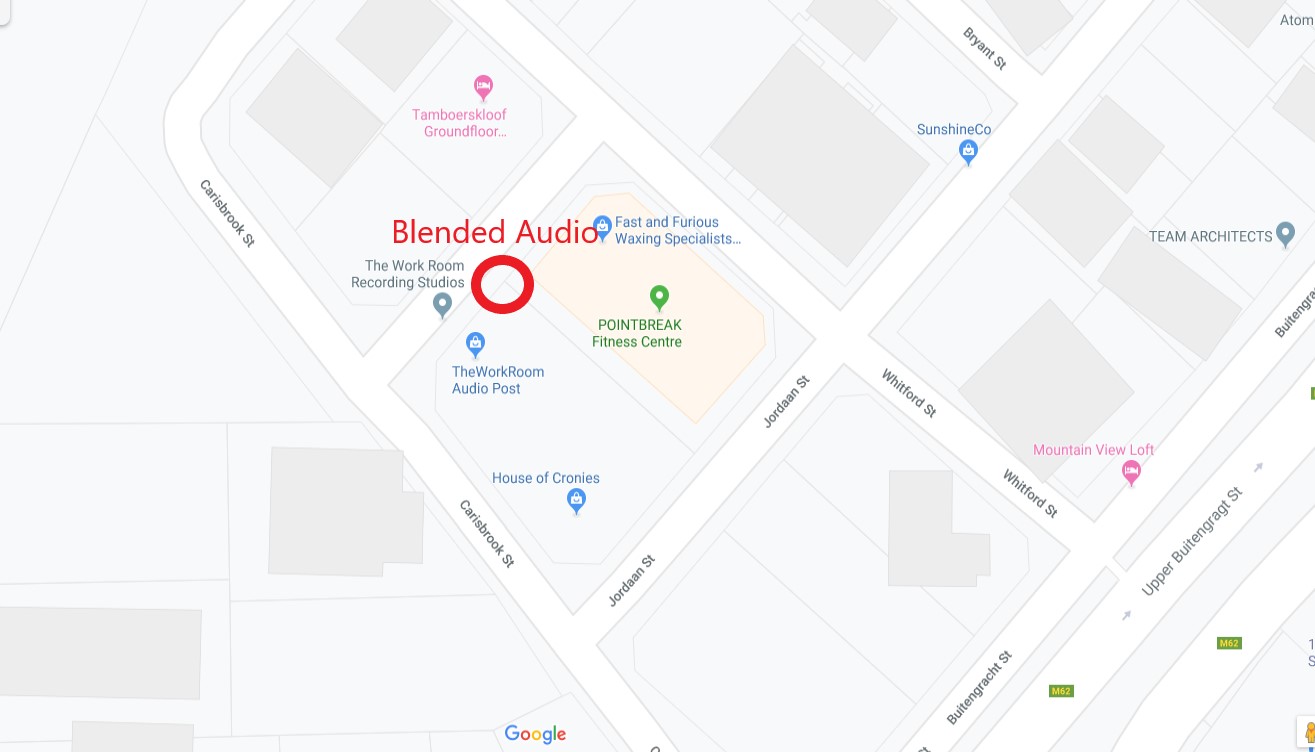 Bryant St
Atom
Tamboerskloof
Groundfloor...
SunshineCo
Carisbrook St
Blended Audio
Fast and Furious
Waxing Specialists...
TEAM ARCHITECTS
The Work Room
Recording Studios
POINTBREAK
Fitness Centre
Buitengra
TheWorkRoom
Audio Post
Jordaan St
Whitford St
Mountain View Loft
House of Cronies
Whitford St
Carisbrook St
Upper Buitengragt St
Jordaan St
M62
M62
Buitengracht St
Google
St